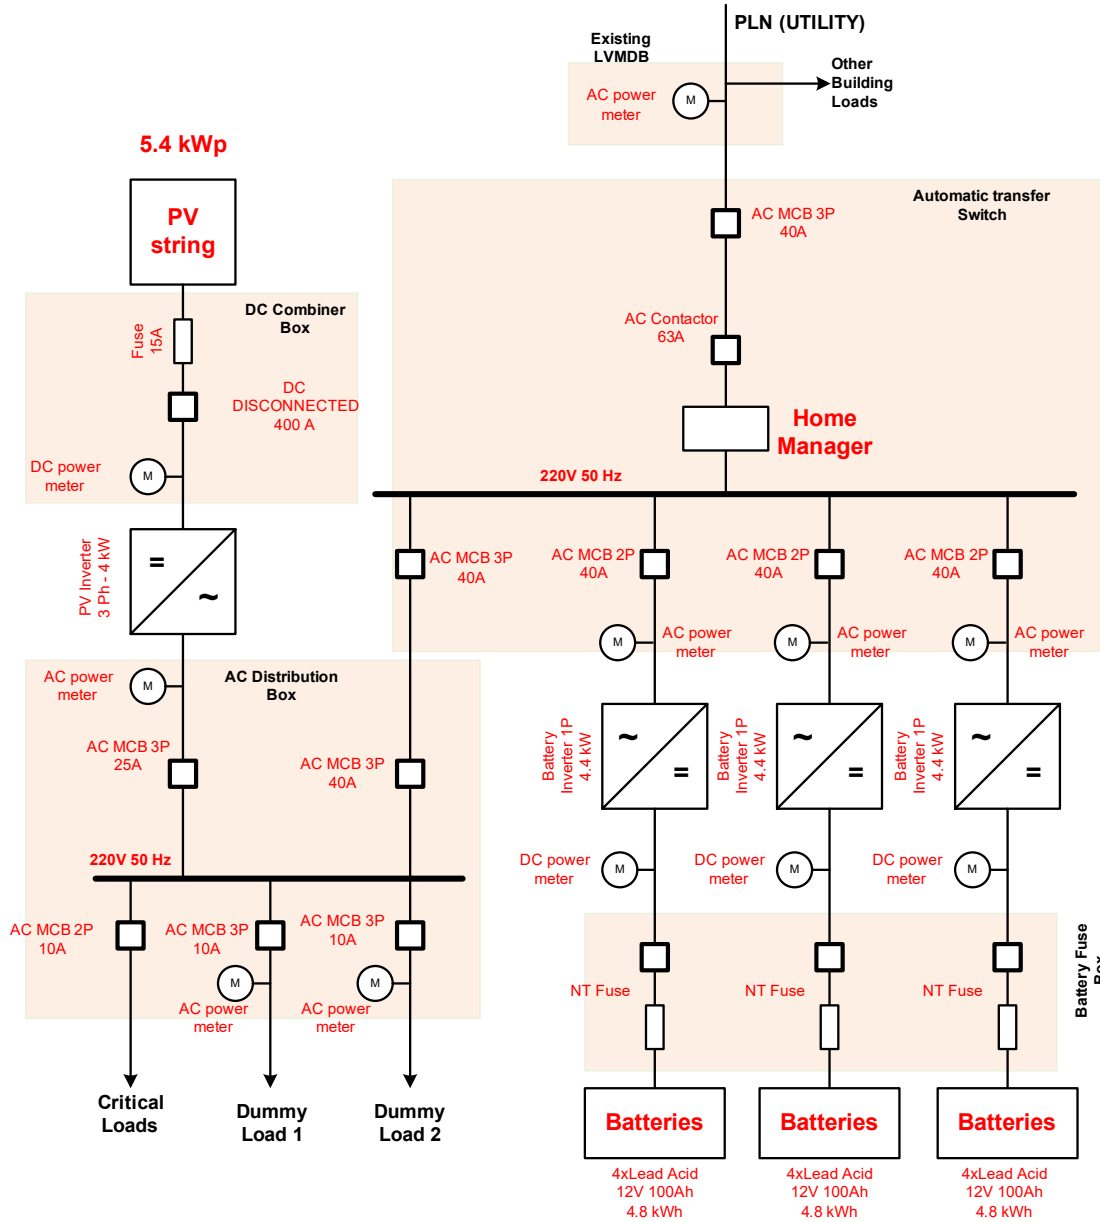 PLN (UTILITY)
Existing
LVMDB
AC power
meter
M
Other
Building
Loads
5.4 kWp
PV
string
Automatic transfer
Switch
AC MCB 3P
40A
DC Combiner
Box
Fuse
15A
AC Contactor
63A
DC
DISCONNECTED
400 A
Home
Manager
DC power
meter
M
220V 50 Hz
PV Inverter
3 Ph - 4 kW
=
~
AC MCB 3P
40A
AC MCB 2P
40A
AC MCB 2P
40A
AC MCB 2P
40A
M
AC power
meter
M
AC power
meter
M
AC power
meter
AC power
meter
M
AC Distribution
Box
Battery
Inverter 1P
4.4 kW
~
=
Battery
Inverter 1P
4.4 kW
~
=
Battery
Inverter 1P
4.4 kW
~
=
AC MCB 3P
25A
AC MCB 3P
40A
220V 50 Hz
DC power
meter
M
DC power
meter
M
DC power
meter
M
AC MCB 2P
10A
AC MCB 3P
10A
AC MCB 3P
10A
M
AC power
meter
M
AC power
meter
NT Fuse
NT Fuse
NT Fuse
Battery Fuse
Box
Critical
Loads
Dummy
Load 1
Dummy
Load 2
Batteries
Batteries
Batteries
4xLead Acid
12V 100Ah
4.8 kWh
4xLead Acid
12V 100Ah
4.8 kWh
4xLead Acid
12V 100Ah
4.8 kWh